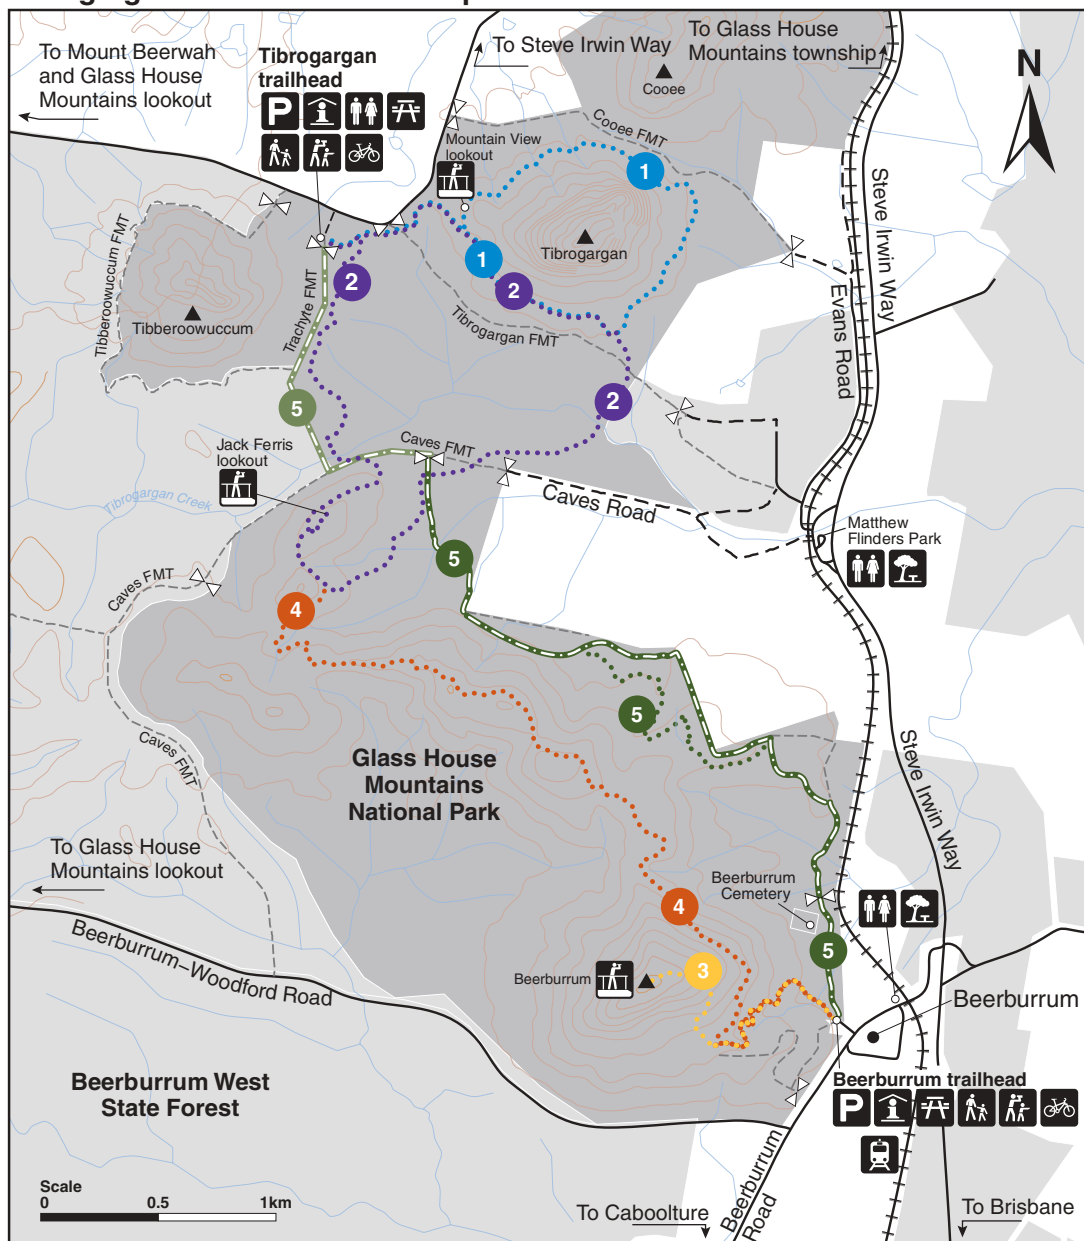 To Mount Beerwah
and Glass House
Mountains lookout
Tibrogargan
trailhead
P
To Steve Irwin Way
To Glass House
Mountains township
Cooee
N
Mountain View
lookout
Cooee FMT
1
Steve Irwin Way
Tibrogargan
1
2
2
Tibberoowuccum FMT
Tibberoowuccum
Trachyte FMT
Tibrogargan FMT
Evans Road
5
2
Jack Ferris
lookout
Caves FMT
Tibrogargan Creek
Caves Road
Matthew
Flinders Park
5
Caves FMT
4
5
Caves FMT
Glass House
Mountains
National Park
Steve Irwin Way
To Glass House
Mountains lookout
Beerburrum
Cemetery
4
Beerburrum–Woodford Road
5
Beerburrum
3
Beerburrum
Beerburrum West
State Forest
Beerburrum trailhead
P
Scale
0 0.5 1km
Beerburrum
Road
To Caboolture
To Brisbane